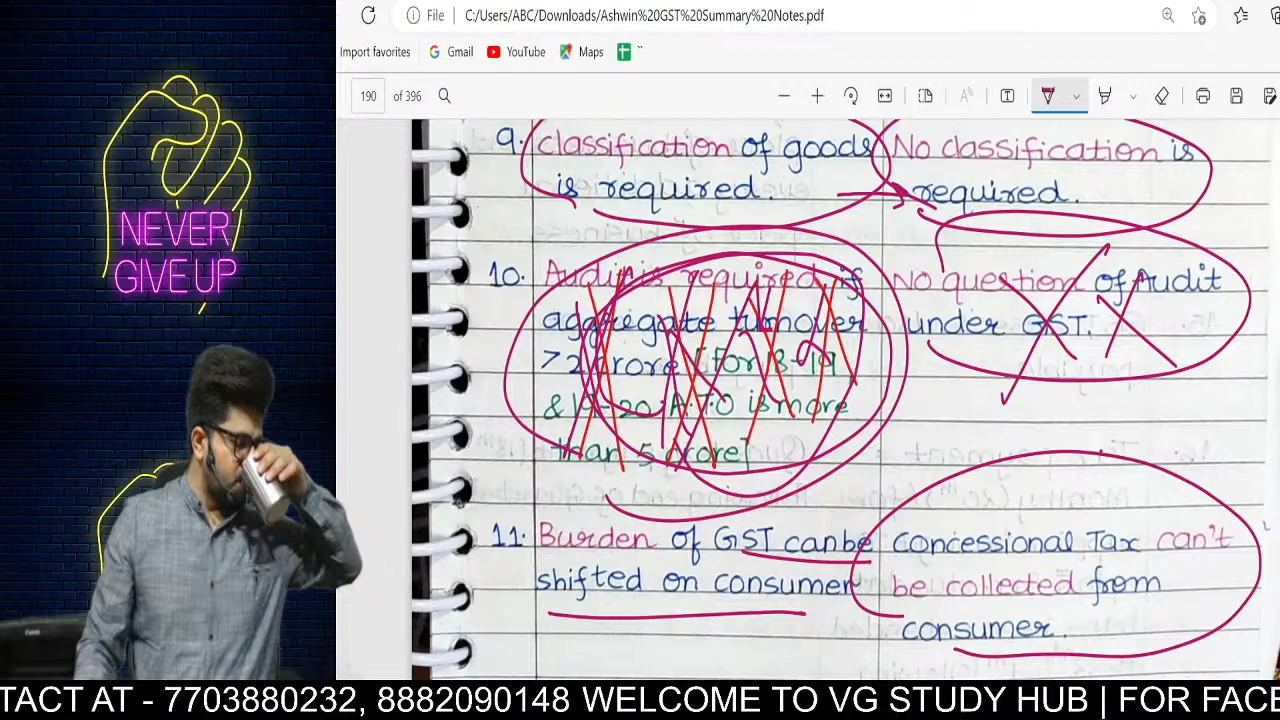 File
C:/Users/ABC/Downloads/Ashwin%20GST%20Summary%20Notes.pdf
Import favorites
Gmail
YouTube
Maps
190
of 396
NEVER
GIVE UP
9. Classification of goods
is required.
No classification is
required.
10. Audit is required if
aggregate turnover
>2 crore [for 18-19
& 19-20 A.T.O is more
than 5 crore]
No question of Audit
under GST.
11. Burden of GST can be
shifted on consumer
Concessional Tax can't
be collected from
consumer.
TACT AT - 7703880232, 8882090148 WELCOME TO VG STUDY HUB | FOR FACE